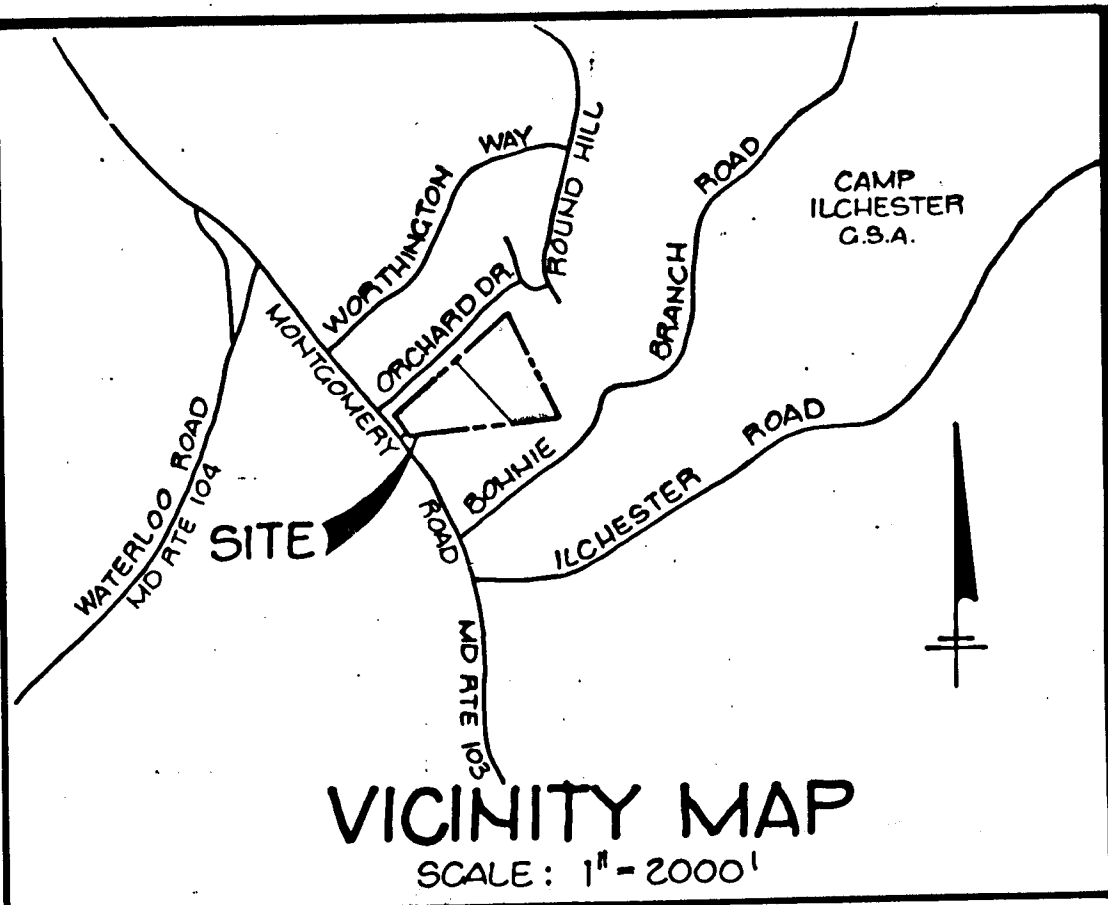 WORTHINGTON WAY
ROUND HILL
ORCHARD DR.
BONNIE BRANCH ROAD
CAMP
ILCHESTER
G.S.A.
MONTGOMERY ROAD
MD RTE 103
WATERLOO ROAD
MD RTE 104
SITE
ILCHESTER ROAD
VICINITY MAP
SCALE: 1"=2000'